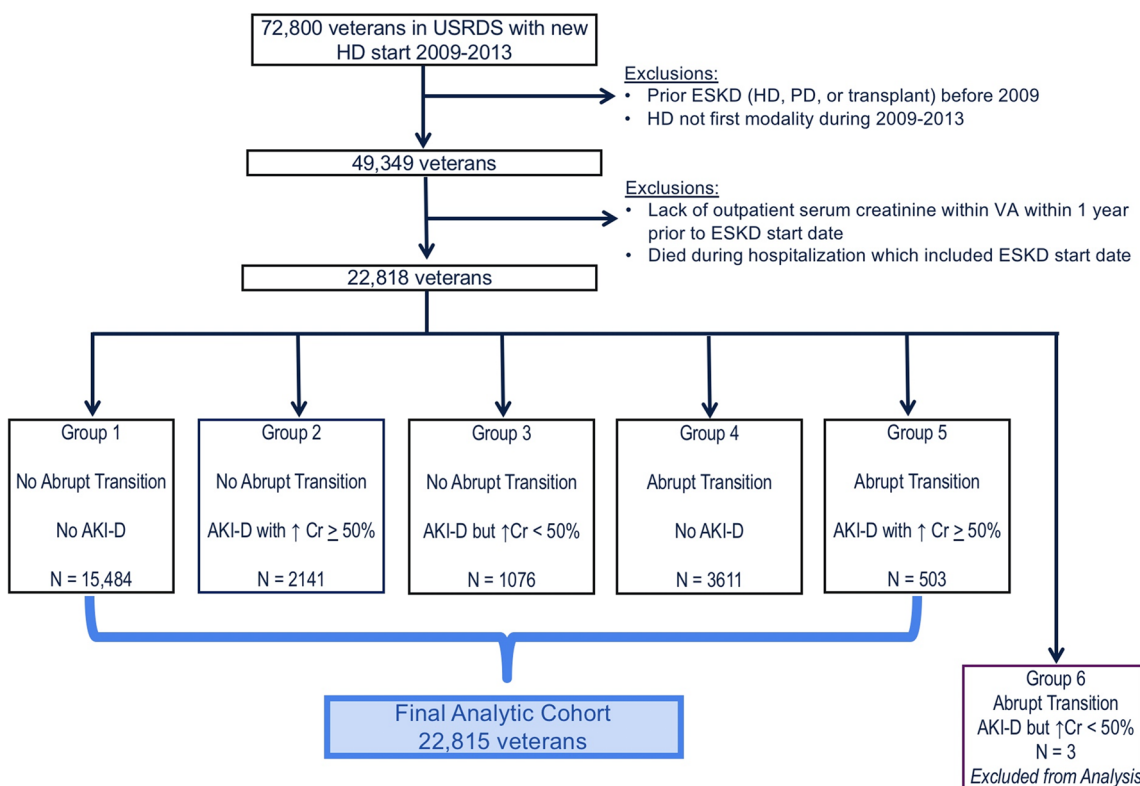 72,800 veterans in USRDS with new
HD start 2009-2013
Exclusions:
• Prior ESKD (HD, PD, or transplant) before 2009
• HD not first modality during 2009-2013
49,349 veterans
Exclusions:
• Lack of outpatient serum creatinine within VA within 1 year
prior to ESKD start date
• Died during hospitalization which included ESKD start date
22,818 veterans
Group 1
No Abrupt Transition
No AKI-D
N = 15,484
Group 2
No Abrupt Transition
AKI-D with ↑ Cr ≥ 50%
N = 2141
Group 3
No Abrupt Transition
AKI-D but ↑Cr < 50%
N = 1076
Group 4
Abrupt Transition
No AKI-D
N = 3611
Group 5
Abrupt Transition
AKI-D with ↑ Cr ≥ 50%
N = 503
Final Analytic Cohort
22,815 veterans
Group 6
Abrupt Transition
AKI-D but ↑Cr < 50%
N = 3
Excluded from Analysis